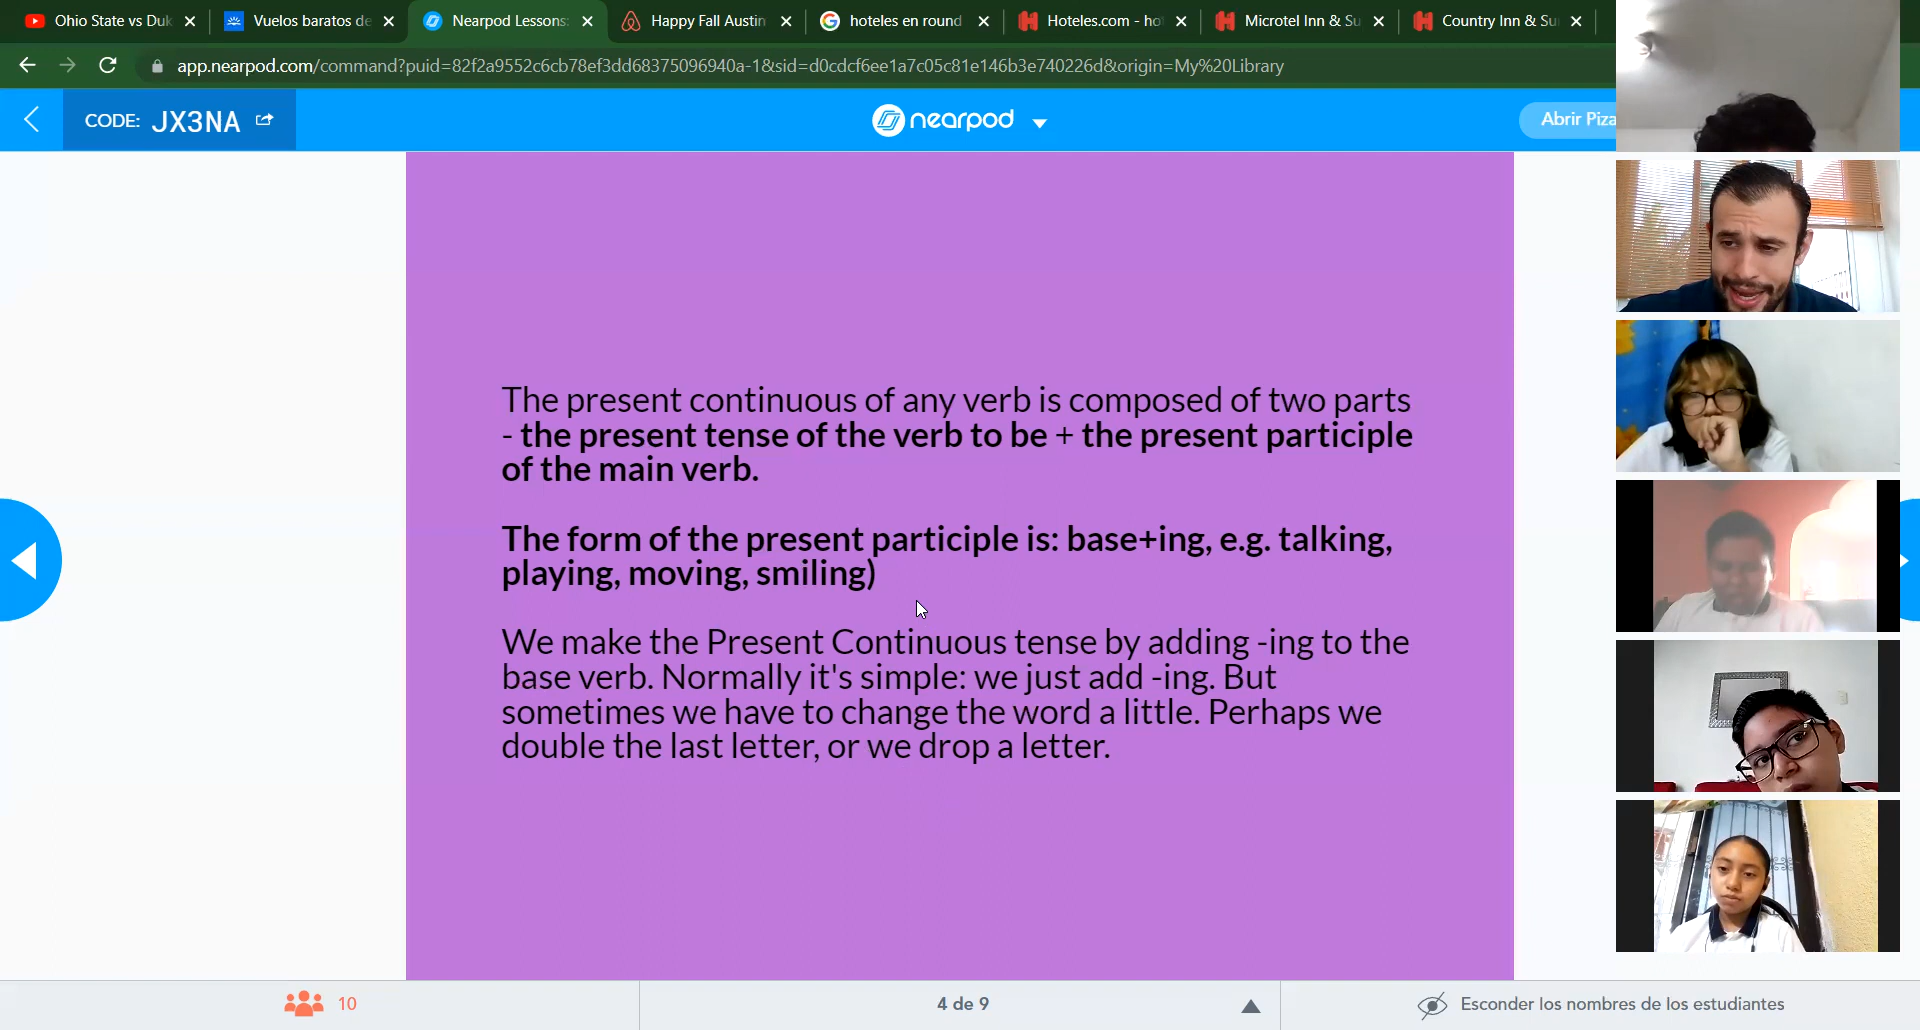 Ohio State vs Duk
Vuelos baratos de
Nearpod Lessons:
Happy Fall Austin
hoteles en round
Hoteles.com - hot
Microtel Inn & Su
Country Inn & Sui
app.nearpod.com/command?puid=82f2a9552c6cb78ef3dd68375096940a-1&sid=d0cdcf6ee1a7c05c81e146b3e740226d&origin=My%20Library
CODE: JX3NA
nearpod
Abrir Piza
The present continuous of any verb is composed of two parts
- the present tense of the verb to be + the present participle
of the main verb.
The form of the present participle is: base+ing, e.g. talking,
playing, moving, smiling)
We make the Present Continuous tense by adding -ing to the
base verb. Normally it's simple: we just add -ing. But
sometimes we have to change the word a little. Perhaps we
double the last letter, or we drop a letter.
10
4 de 9
Esconder los nombres de los estudiantes